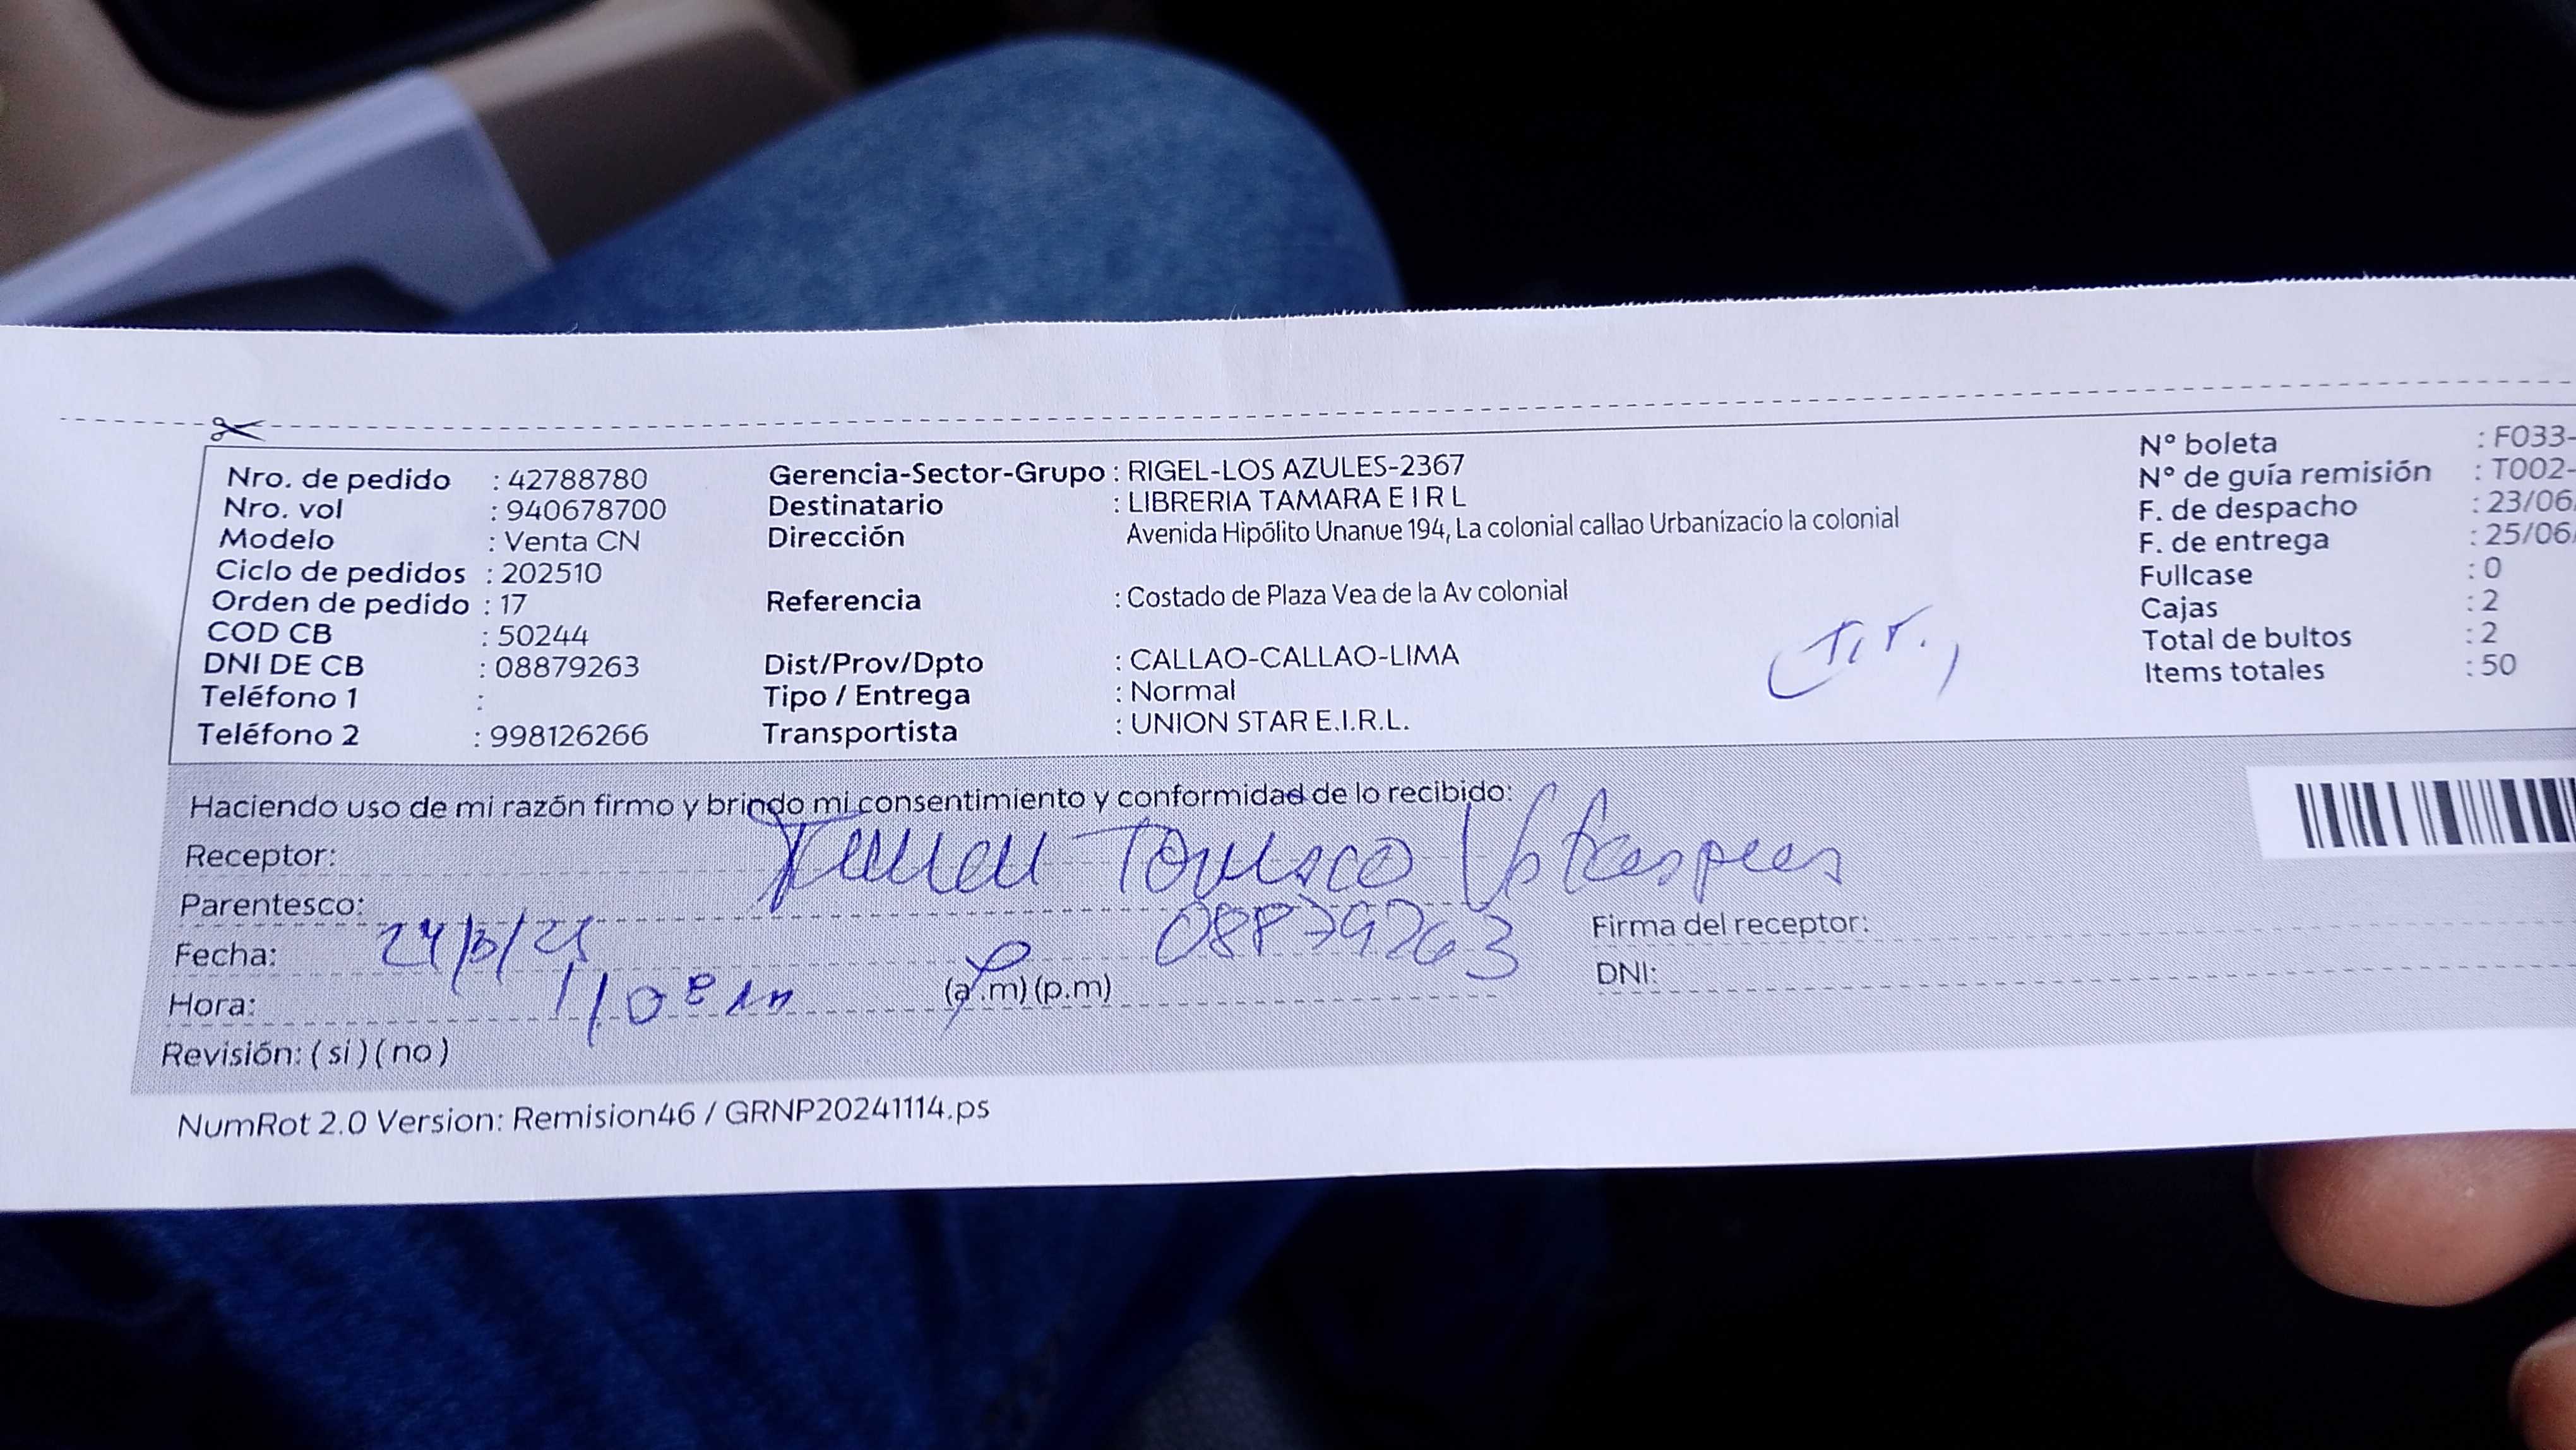 Nro. de pedido : 42788780
Nro. vol : 940678700
Modelo : Venta CN
Ciclo de pedidos : 202510
Orden de pedido : 17
COD CB : 50244
DNI DE CB : 08879263
Teléfono 1 :
Teléfono 2 : 998126266
Gerencia-Sector-Grupo : RIGEL-LOS AZULES-2367
Destinatario : LIBRERIA TAMARA E I R L
Dirección Avenida Hipólito Unanue 194, La colonial callao Urbanizacio la colonial
Referencia : Costado de Plaza Vea de la Av colonial
Dist/Prov/Dpto : CALLAO-CALLAO-LIMA
Tipo / Entrega : Normal
Transportista : UNION STAR E.I.R.L.
(TIT.)
N° boleta : F033-
N° de guía remisión : T002-
F. de despacho : 23/06
F. de entrega : 25/06
Fullcase : 0
Cajas : 2
Total de bultos : 2
Items totales : 50
Haciendo uso de mi razón firmo y brindo mi consentimiento y conformidad de lo recibido:
Receptor:
Parentesco:
08879263
Firma del receptor:
Fecha:
DNI:
Hora: (a.m) (p.m)
Revisión: ( si ) ( no )
NumRot 2.0 Version: Remision46 / GRNP20241114.ps